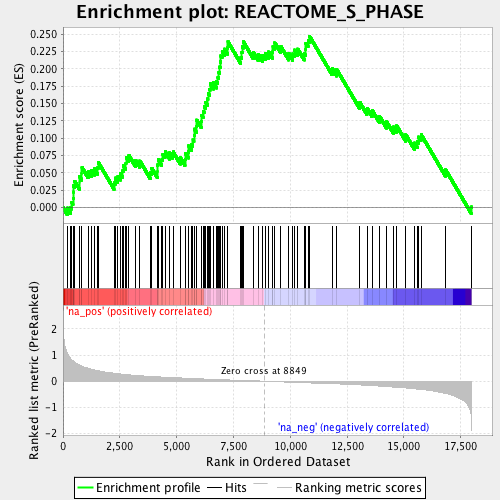 Enrichment plot: REACTOME_S_PHASE
Enrichment score (ES)
0.250
0.225
0.200
0.175
0.150
0.125
0.100
0.075
0.050
0.025
0.000
'na_pos' (positively correlated)
Ranked list metric (PreRanked)
2
1
0
-1
-2
Zero cross at 8849
'na_neg' (negatively correlated)
0
2,500
5,000
7,500
10,000
12,500
15,000
17,500
Rank in Ordered Dataset
Enrichment profile
Hits
Ranking metric scores